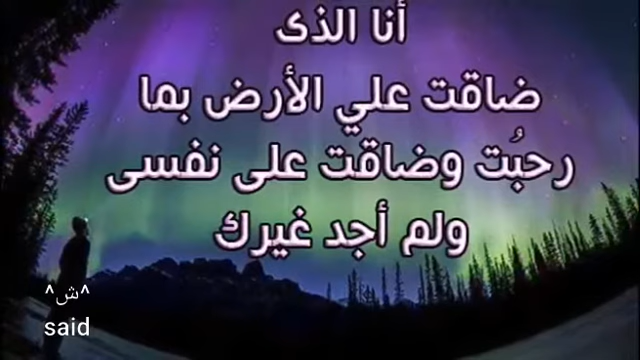 أنا الذى
ضاقت علي الأرض بما
رحبُت وضاقت على نفسى
ولم أجد غيرك
^ش^
said